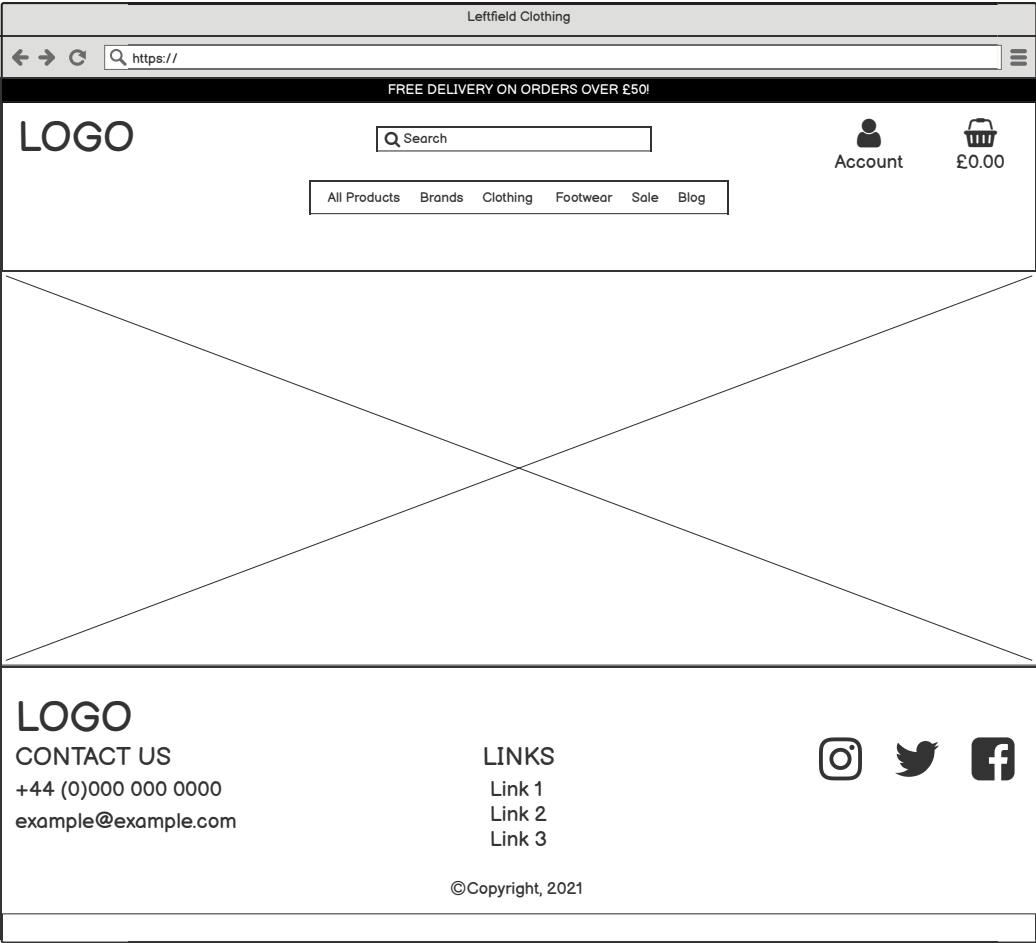 Leftfield Clothing
https://
FREE DELIVERY ON ORDERS OVER £50!
LOGO
Search
Account
£0.00
All Products Brands Clothing Footwear Sale Blog
LOGO
CONTACT US
+44 (0)000 000 0000
example@example.com
LINKS
Link 1
Link 2
Link 3
©Copyright, 2021